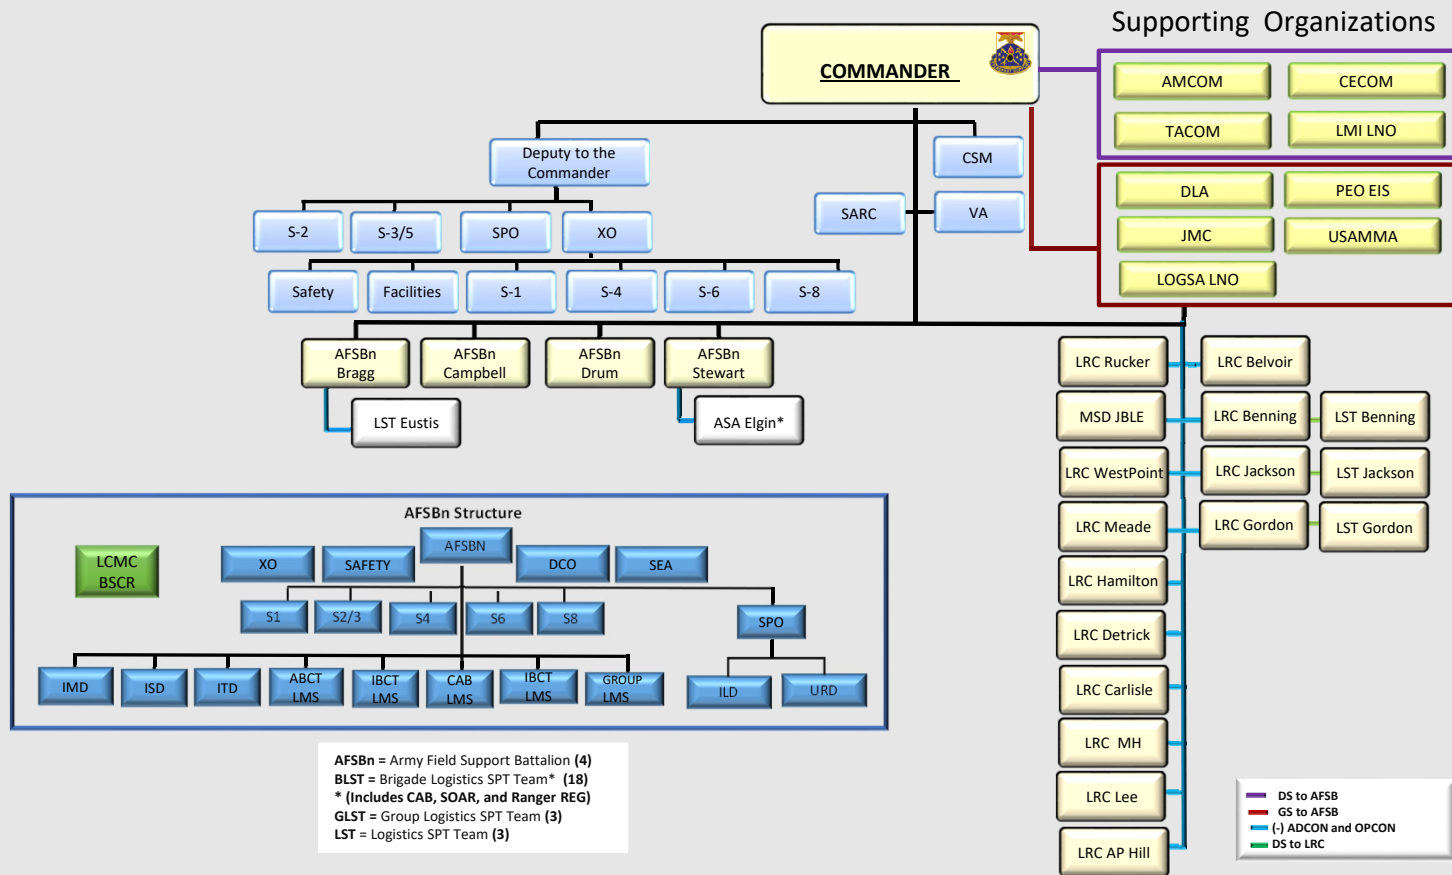 Supporting Organizations
COMMANDER
AMCOM
CECOM
TACOM
LMI LNO
DLA
PEO EIS
JMC
USAMMA
LOGSA LNO
Deputy to the
Commander
CSM
SARC
VA
S-2
S-3/5
SPO
XO
Safety
Facilities
S-1
S-4
S-6
S-8
AFSBn
Bragg
AFSBn
Campbell
AFSBn
Drum
AFSBn
Stewart
LST Eustis
ASA Elgin*
LRC Rucker
LRC Belvoir
MSD JBLE
LRC Benning
LST Benning
LRC WestPoint
LRC Jackson
LST Jackson
LRC Meade
LRC Gordon
LST Gordon
LRC Hamilton
LRC Detrick
LRC Carlisle
LRC MH
LRC Lee
LRC AP Hill
AFSBn Structure
LCMC
BSCR
AFSBN
XO
SAFETY
DCO
SEA
S1
S2/3
S4
S6
S8
SPO
IMD
ISD
ITD
ABCT
LMS
IBCT
LMS
CAB
LMS
IBCT
LMS
GROUP
LMS
ILD
URD
AFSBn = Army Field Support Battalion (4)
BLST = Brigade Logistics SPT Team* (18)
* (Includes CAB, SOAR, and Ranger REG)
GLST = Group Logistics SPT Team (3)
LST = Logistics SPT Team (3)
DS to AFSB
GS to AFSB
(-) ADCON and OPCON
DS to LRC